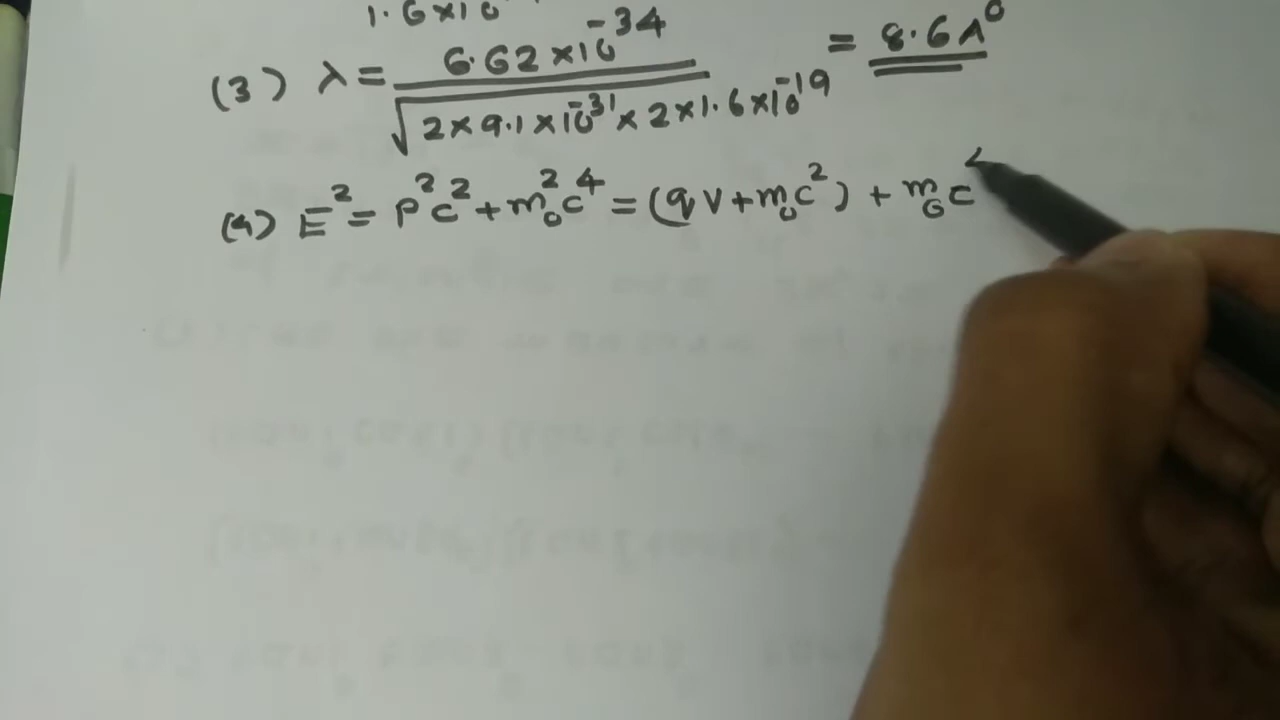 1.6×10
(3) λ = 6.62×10⁻³⁴ / √2×9.1×10⁻³¹×2×1.6×10⁻¹⁹ = 8.6 A⁰
(4) E² = P²c² + m₀²c⁴ = (qV+m₀c²) + m₀c